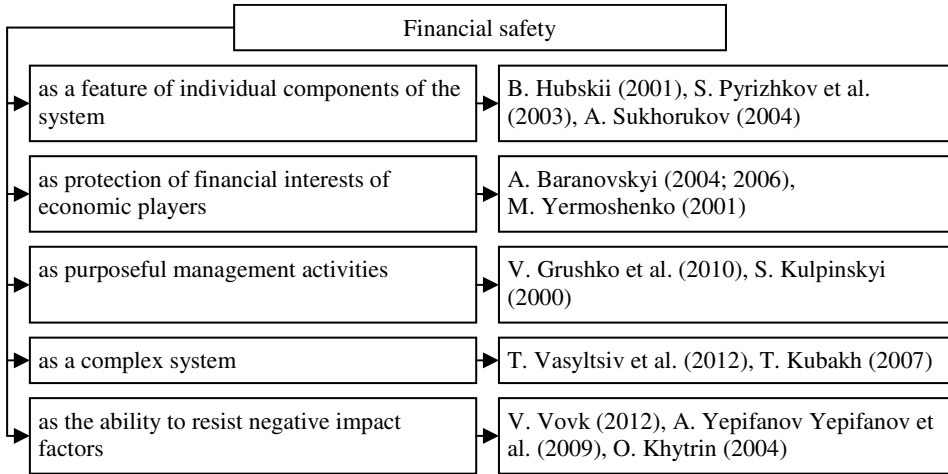 Financial safety
as a feature of individual components of the
system
B. Hubskii (2001), S. Pyrizhkov et al.
(2003), A. Sukhorukov (2004)
as protection of financial interests of
economic players
A. Baranovskyi (2004; 2006),
M. Yermoshenko (2001)
as purposeful management activities
V. Grushko et al. (2010), S. Kulpinskyi
(2000)
as a complex system
T. Vasyltsiv et al. (2012), T. Kubakh (2007)
as the ability to resist negative impact
factors
V. Vovk (2012), A. Yepifanov Yepifanov et
al. (2009), O. Khytrin (2004)